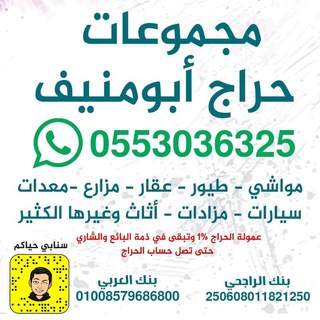 مجموعات
حراج أبومنيف
0553036325
مواشي - طيور - عقار - مزارع -معدات
سيارات - مزادات - أثاث وغيرها الكثير
عمولة الحراج 1% وتبقى في ذمة البائع والشاري
حتى تصل حساب الحراج
سنابي حياكم
بنك الراجحي
250608011821250
بنك العربي
01008579686800